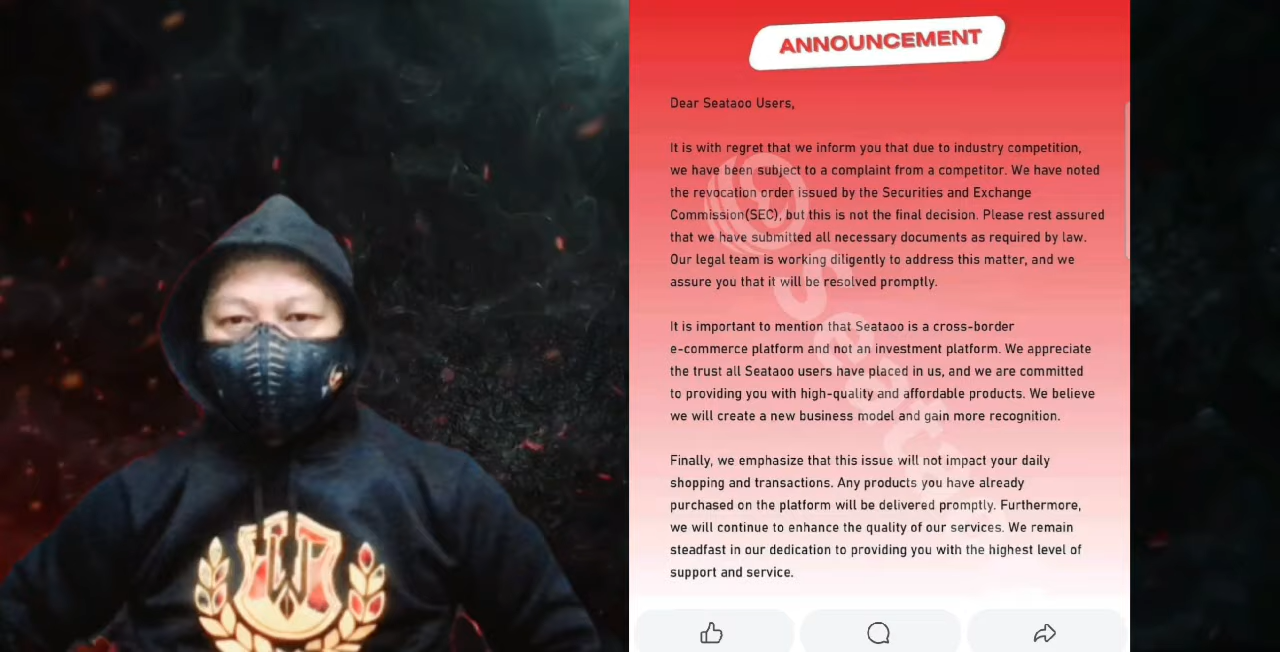 ANNOUNCEMENT
Dear Seataoo Users,
It is with regret that we inform you that due to industry competition,
we have been subject to a complaint from a competitor. We have noted
the revocation order issued by the Securities and Exchange
Commission(SEC), but this is not the final decision. Please rest assured
that we have submitted all necessary documents as required by law.
Our legal team is working diligently to address this matter, and we
assure you that it will be resolved promptly.
It is important to mention that Seataoo is a cross-border
e-commerce platform and not an investment platform. We appreciate
the trust all Seataoo users have placed in us, and we are committed
to providing you with high-quality and affordable products. We believe
we will create a new business model and gain more recognition.
Finally, we emphasize that this issue will not impact your daily
shopping and transactions. Any products you have already
purchased on the platform will be delivered promptly. Furthermore,
we will continue to enhance the quality of our services. We remain
steadfast in our dedication to providing you with the highest level of
support and service.